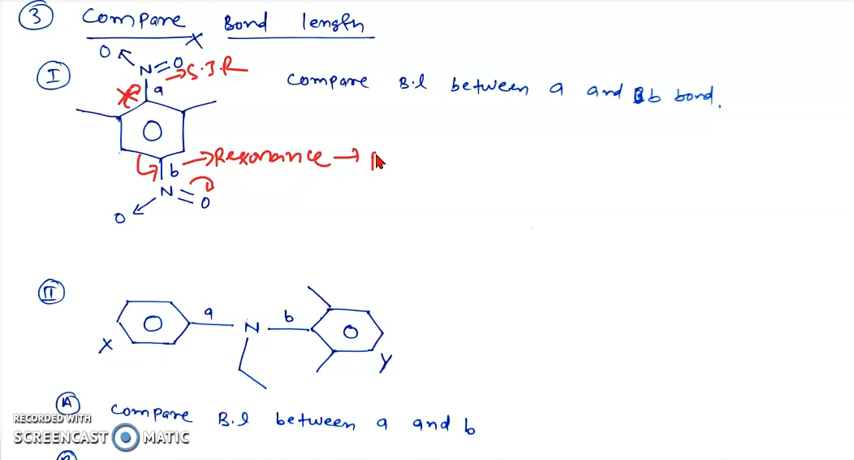 ③ Compare Bond length
O N=O
Ⓘ a → S.I.R Compare B.l between a and b bond.
b → Resonance →
N=O
O
Ⓘⓘ
a N b
X Y
Ⓐ Compare B.l between a and b
RECORDED WITH
SCREENCAST MATIC